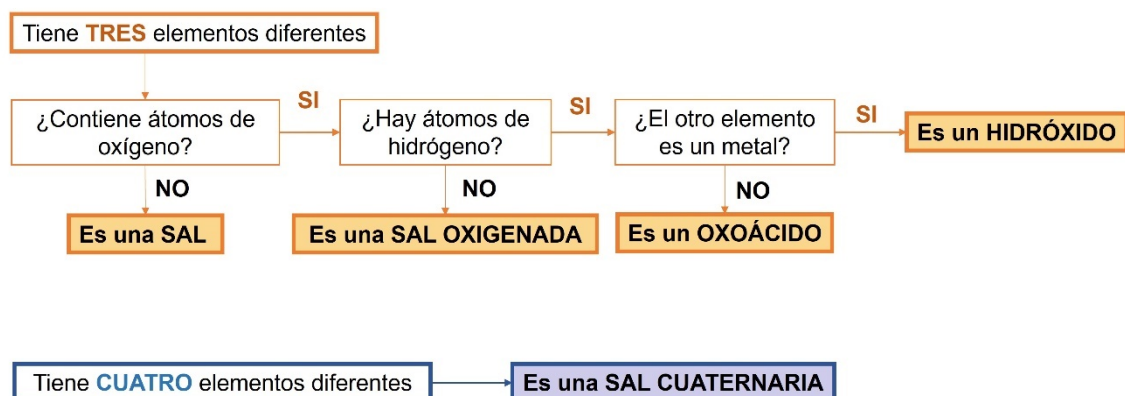 Tiene TRES elementos diferentes
SI
SI
SI
¿Contiene átomos de
oxígeno?
¿Hay átomos de
hidrógeno?
¿El otro elemento
es un metal?
Es un HIDRÓXIDO
NO
NO
NO
Es una SAL
Es una SAL OXIGENADA
Es un OXOÁCIDO
Tiene CUATRO elementos diferentes
Es una SAL CUATERNARIA